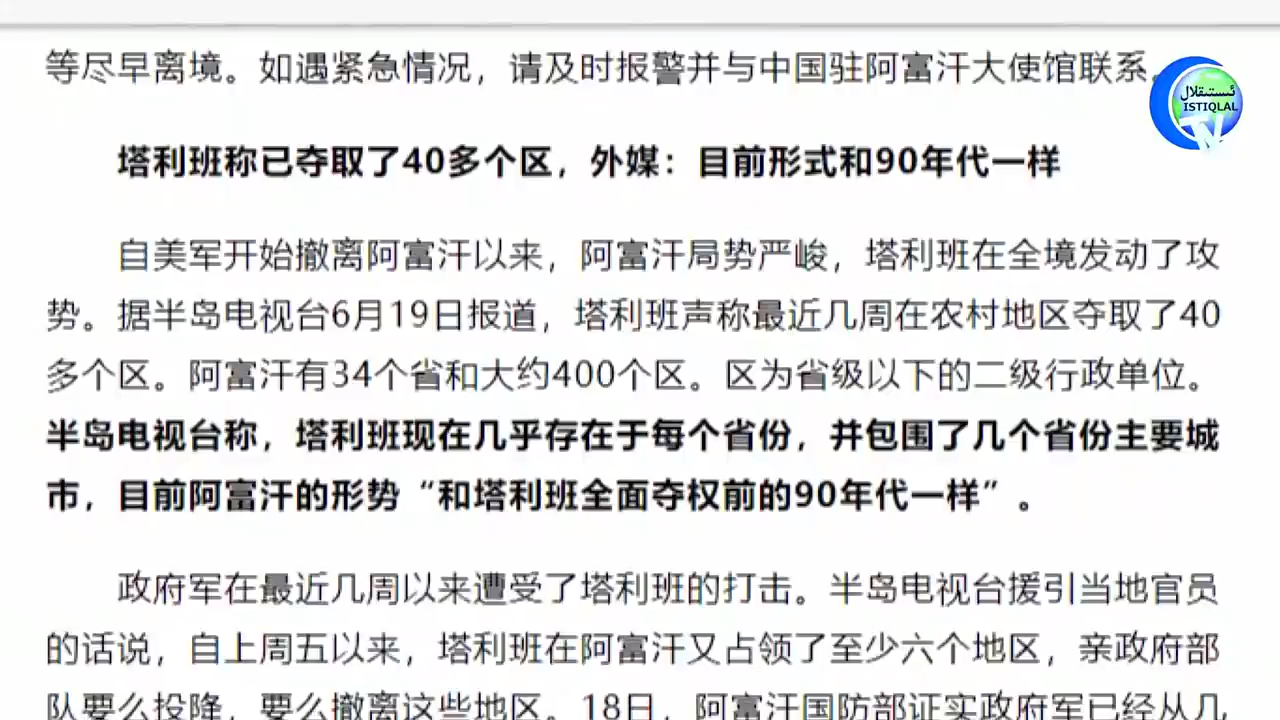 等尽早离境。如遇紧急情况，请及时报警并与中国驻阿富汗大使馆联系。
ئىستىقلال
ISTIQLAL
TV
塔利班称已夺取了40多个区，外媒：目前形式和90年代一样
自美军开始撤离阿富汗以来，阿富汗局势严峻，塔利班在全境发动了攻
势。据半岛电视台6月19日报道，塔利班声称最近几周在农村地区夺取了40
多个区。阿富汗有34个省和大约400个区。区为省级以下的二级行政单位。
半岛电视台称，塔利班现在几乎存在于每个省份，并包围了几个省份主要城
市，目前阿富汗的形势“和塔利班全面夺权前的90年代一样”。
政府军在最近几周以来遭受了塔利班的打击。半岛电视台援引当地官员
的话说，自上周五以来，塔利班在阿富汗又占领了至少六个地区，亲政府部
队要么投降，要么撤离这些地区。18日，阿富汗国防部证实政府军已经从几